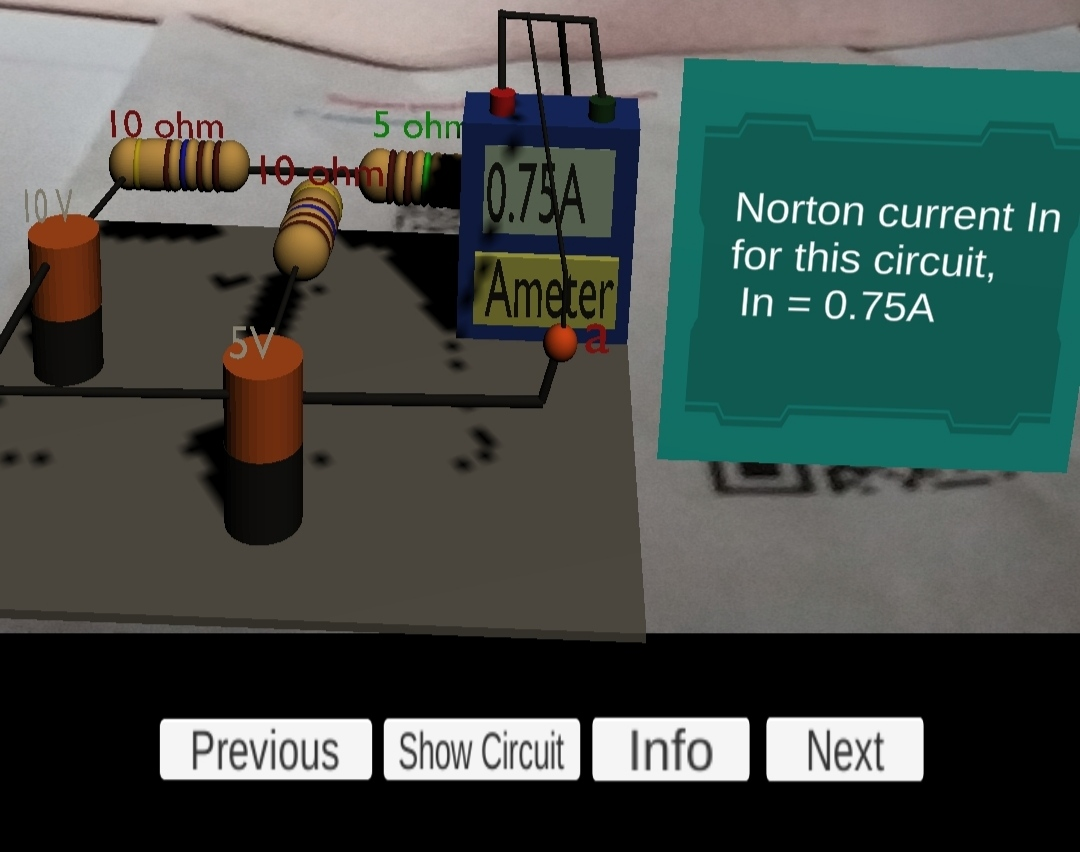 10 ohm
5 ohm
10 ohm
10 V
0.75A
Ameter
5V
a
Norton current In
for this circuit,
In = 0.75A
Previous
Show Circuit
Info
Next